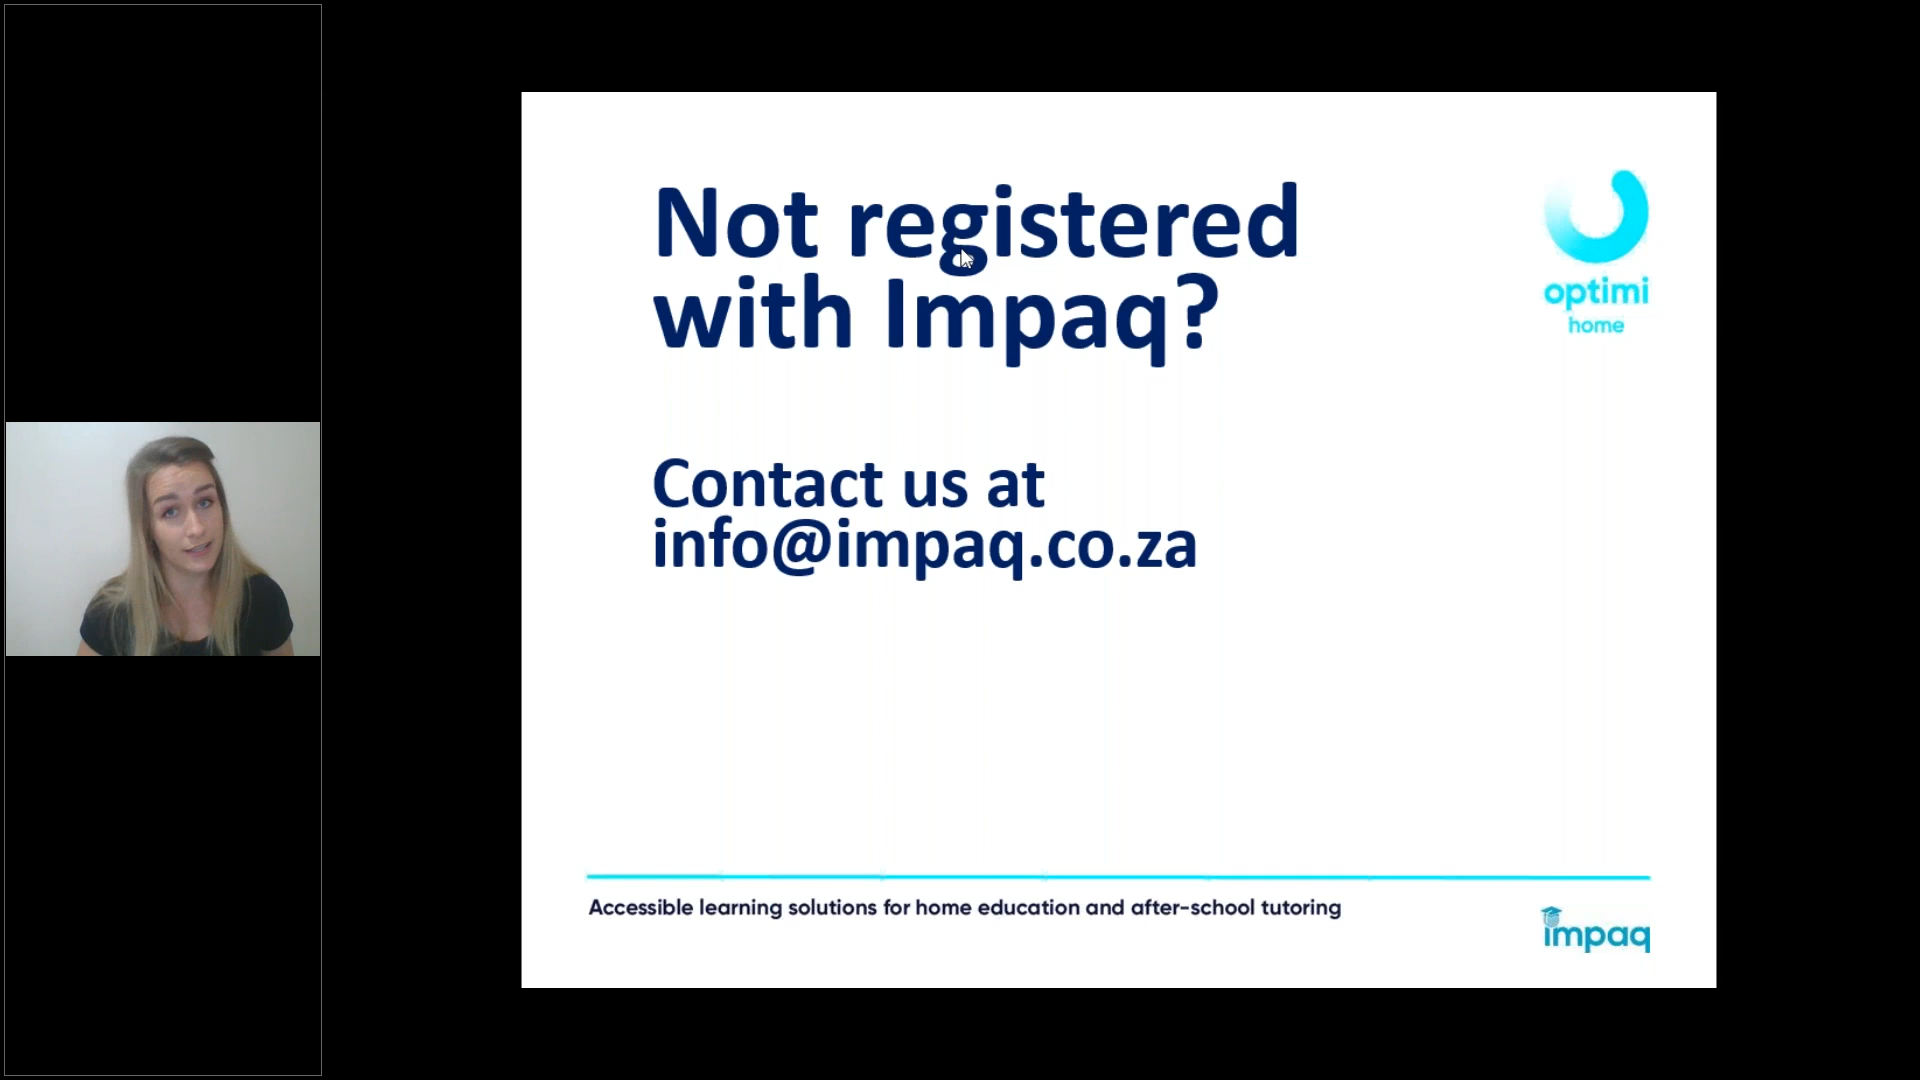 Not registered
with Impaq?
optimi
home
Contact us at
info@impaq.co.za
Accessible learning solutions for home education and after-school tutoring
impaq